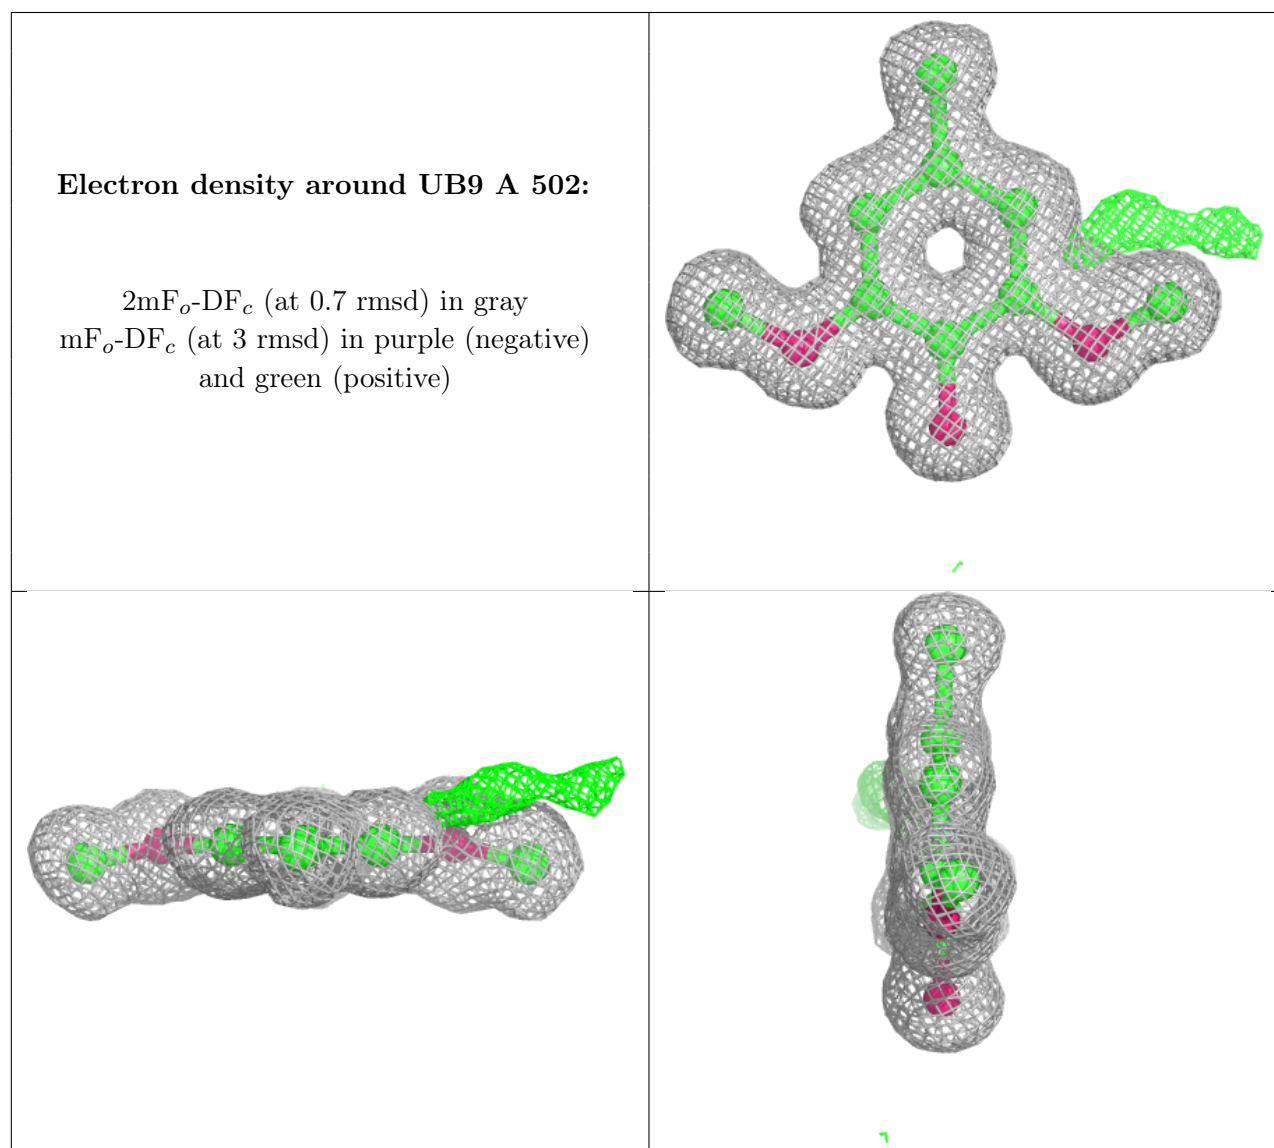 Electron density around UB9 A 502:
2mFo-DFc (at 0.7 rmsd) in gray
mFo-DFc (at 3 rmsd) in purple (negative)
and green (positive)